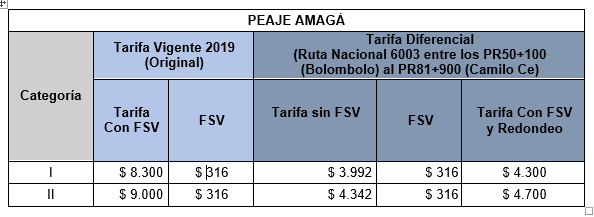 PEAJE AMAGÁ
Categoría
Tarifa Vigente 2019
(Original)
Tarifa Diferencial
(Ruta Nacional 6003 entre los PR50+100
(Bolombolo) al PR81+900 (Camilo Ce)
Tarifa
Con FSV
FSV
Tarifa sin FSV
FSV
Tarifa Con FSV
y Redondeo
I $ 8.300 $ 316 $ 3.992 $ 316 $ 4.300
II $ 9.000 $ 316 $ 4.342 $ 316 $ 4.700